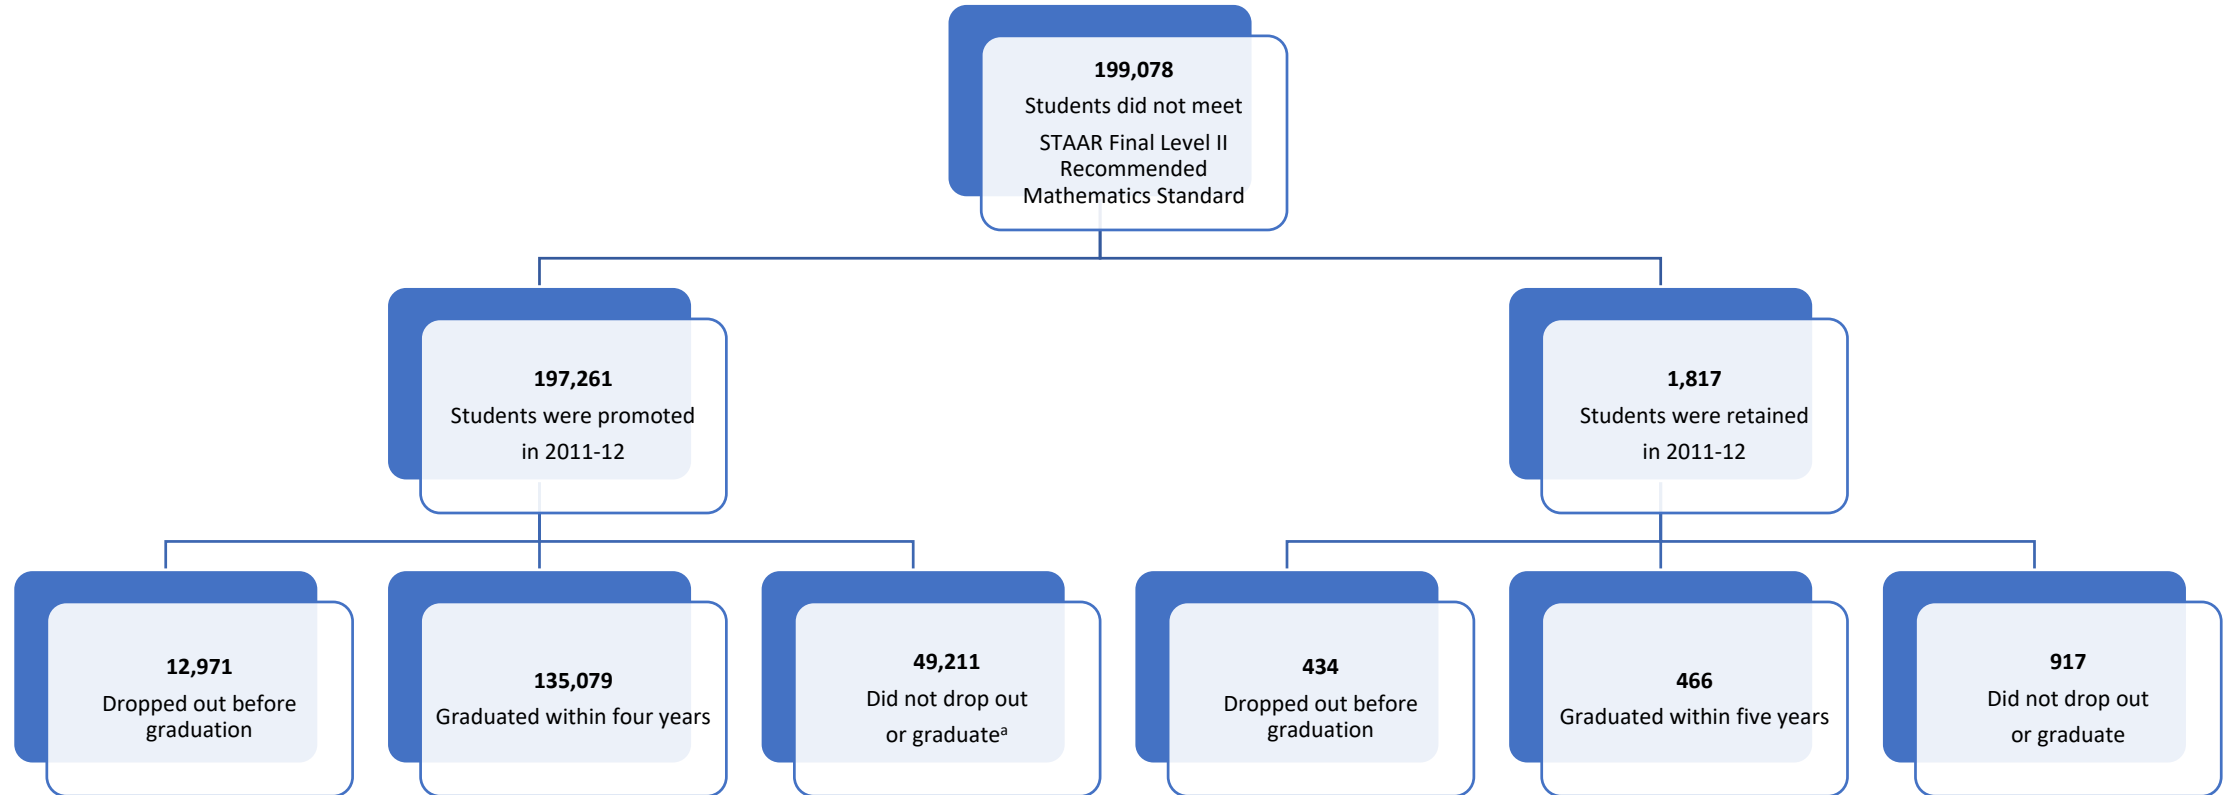 199,078
Students did not meet
STAAR Final Level II
Recommended
Mathematics Standard
197,261
Students were promoted
in 2011-12
1,817
Students were retained
in 2011-12
12,971
Dropped out before
graduation
135,079
Graduated within four years
49,211
Did not drop out
or graduateᵃ
434
Dropped out before
graduation
466
Graduated within five years
917
Did not drop out
or graduate